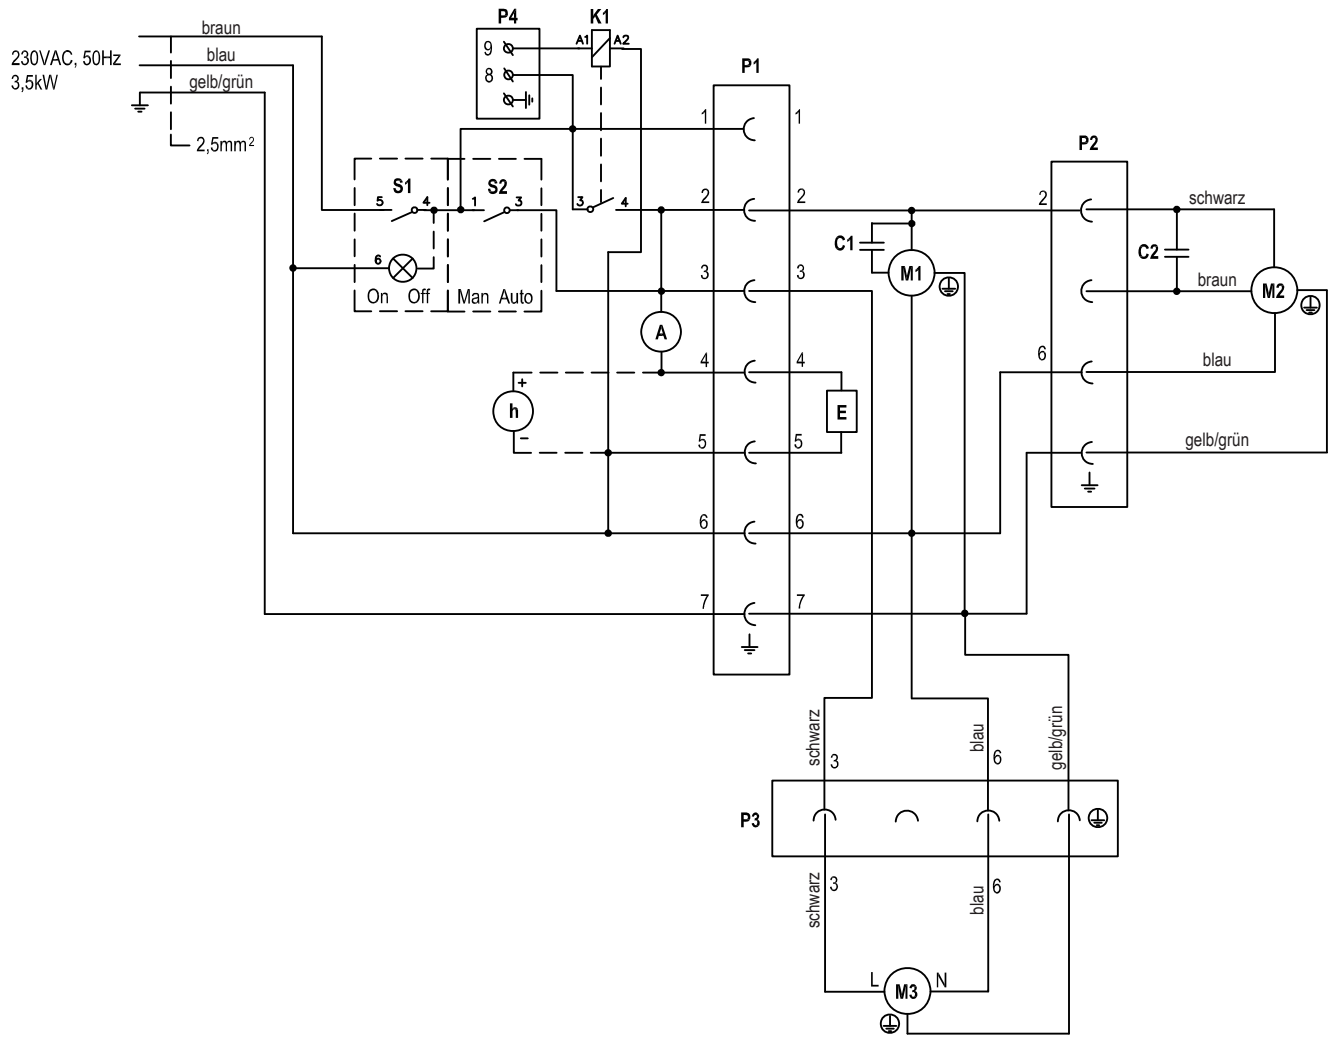 braun
230VAC, 50Hz
blau
3,5kW
gelb/grün
2,5mm²
P4
K1
9
A1
A2
8
P1
1
1
P2
S1
S2
5
4
1
3
3
4
2
2
2
schwarz
C1
C2
6
On
Off
Man
Auto
3
3
M1
braun
M2
A
4
4
6
blau
+
h
–
E
5
5
gelb/grün
6
6
7
7
schwarz
3
blau
6
gelb/grün
P3
schwarz
3
blau
6
L
M3
N